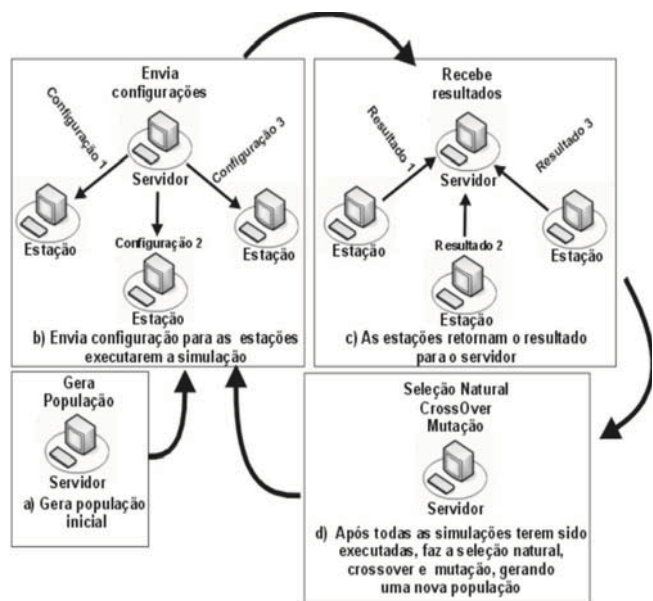 Envia
configurações
Configuração 1
Configuração 3
Servidor
Estação
Configuração 2
Estação
Estação
b) Envia configuração para as estações
executarem a simulação
Recebe
resultados
Resultado 1
Resultado 3
Servidor
Estação
Resultado 2
Estação
Estação
c) As estações retornam o resultado
para o servidor
Gera
População
Servidor
a) Gera população
inicial
Seleção Natural
CrossOver
Mutação
Servidor
d) Após todas as simulações terem sido
executadas, faz a seleção natural,
crossover e mutação, gerando
uma nova população